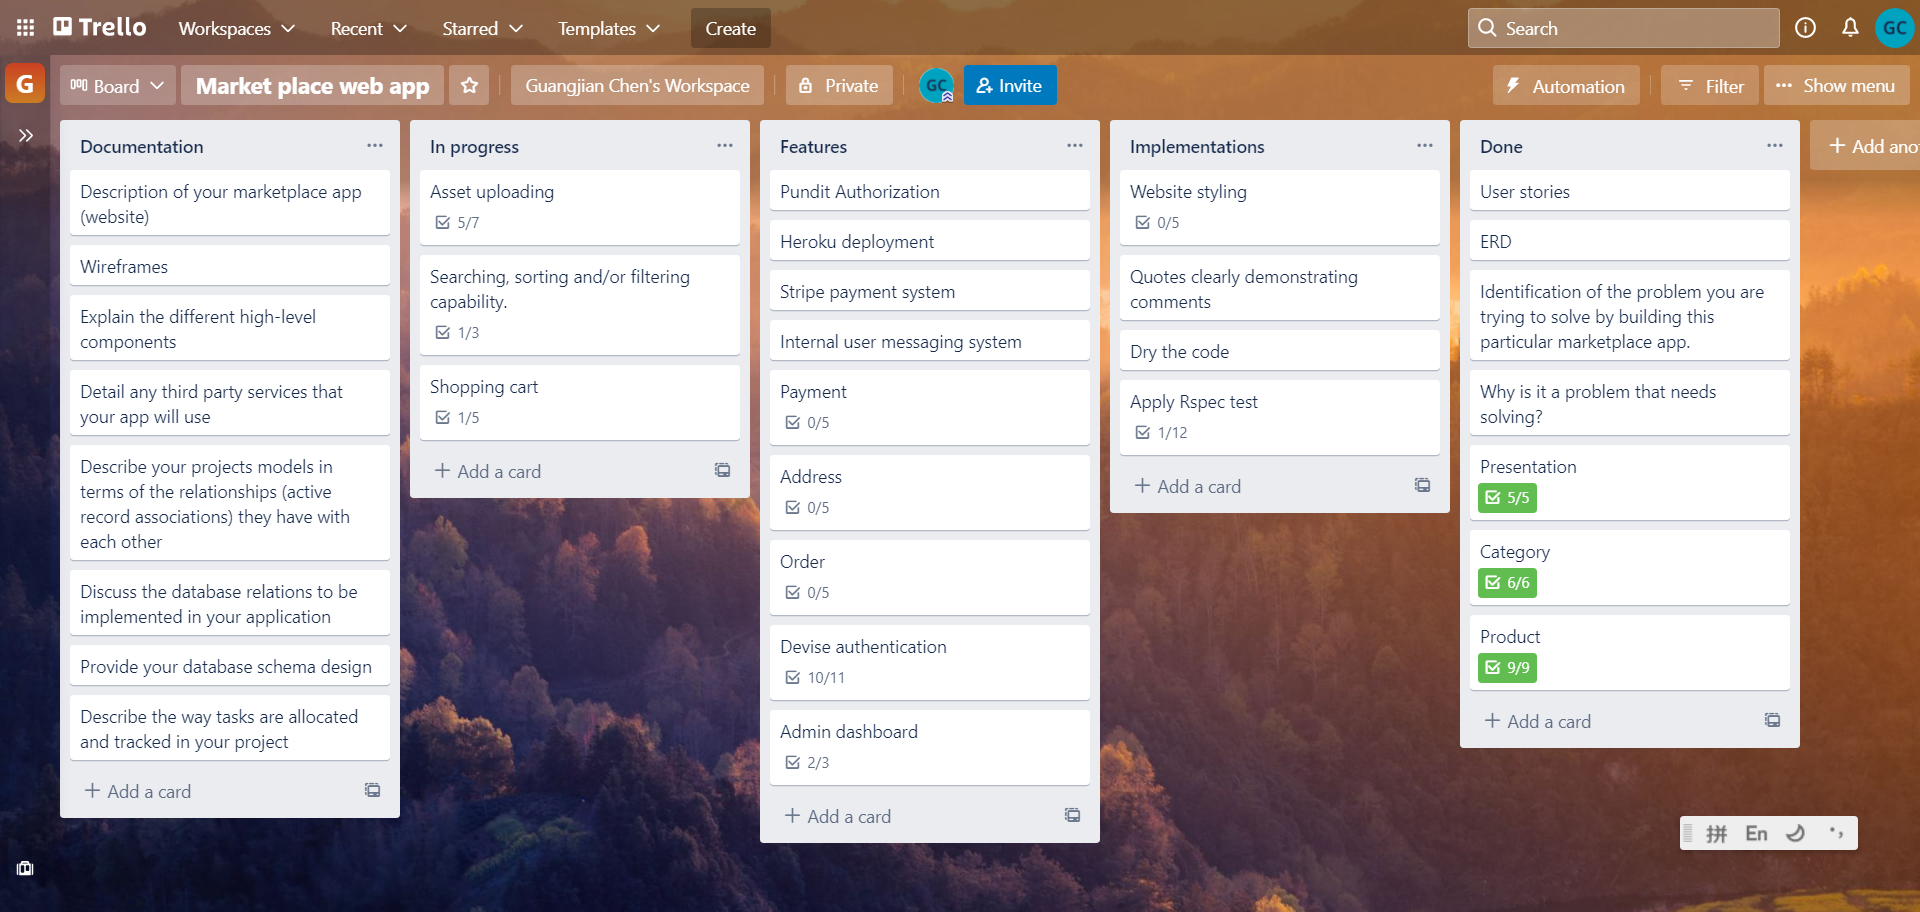 Trello
Workspaces
Recent
Starred
Templates
Create
Search
GC
G
Board
Market place web app
Guangjian Chen's Workspace
Private
GC
Invite
Automation
Filter
Show menu
Documentation
Description of your marketplace app
(website)
Wireframes
Explain the different high-level
components
Detail any third party services that
your app will use
Describe your projects models in
terms of the relationships (active
record associations) they have with
each other
Discuss the database relations to be
implemented in your application
Provide your database schema design
Describe the way tasks are allocated
and tracked in your project
+ Add a card
In progress
Asset uploading
5/7
Searching, sorting and/or filtering
capability.
1/3
Shopping cart
1/5
+ Add a card
Features
Pundit Authorization
Heroku deployment
Stripe payment system
Internal user messaging system
Payment
0/5
Address
0/5
Order
0/5
Devise authentication
10/11
Admin dashboard
2/3
+ Add a card
Implementations
Website styling
0/5
Quotes clearly demonstrating
comments
Dry the code
Apply Rspec test
1/12
+ Add a card
Done
User stories
ERD
Identification of the problem you are
trying to solve by building this
particular marketplace app.
Why is it a problem that needs
solving?
Presentation
5/5
Category
6/6
Product
9/9
+ Add a card
+ Add ano
拼 En